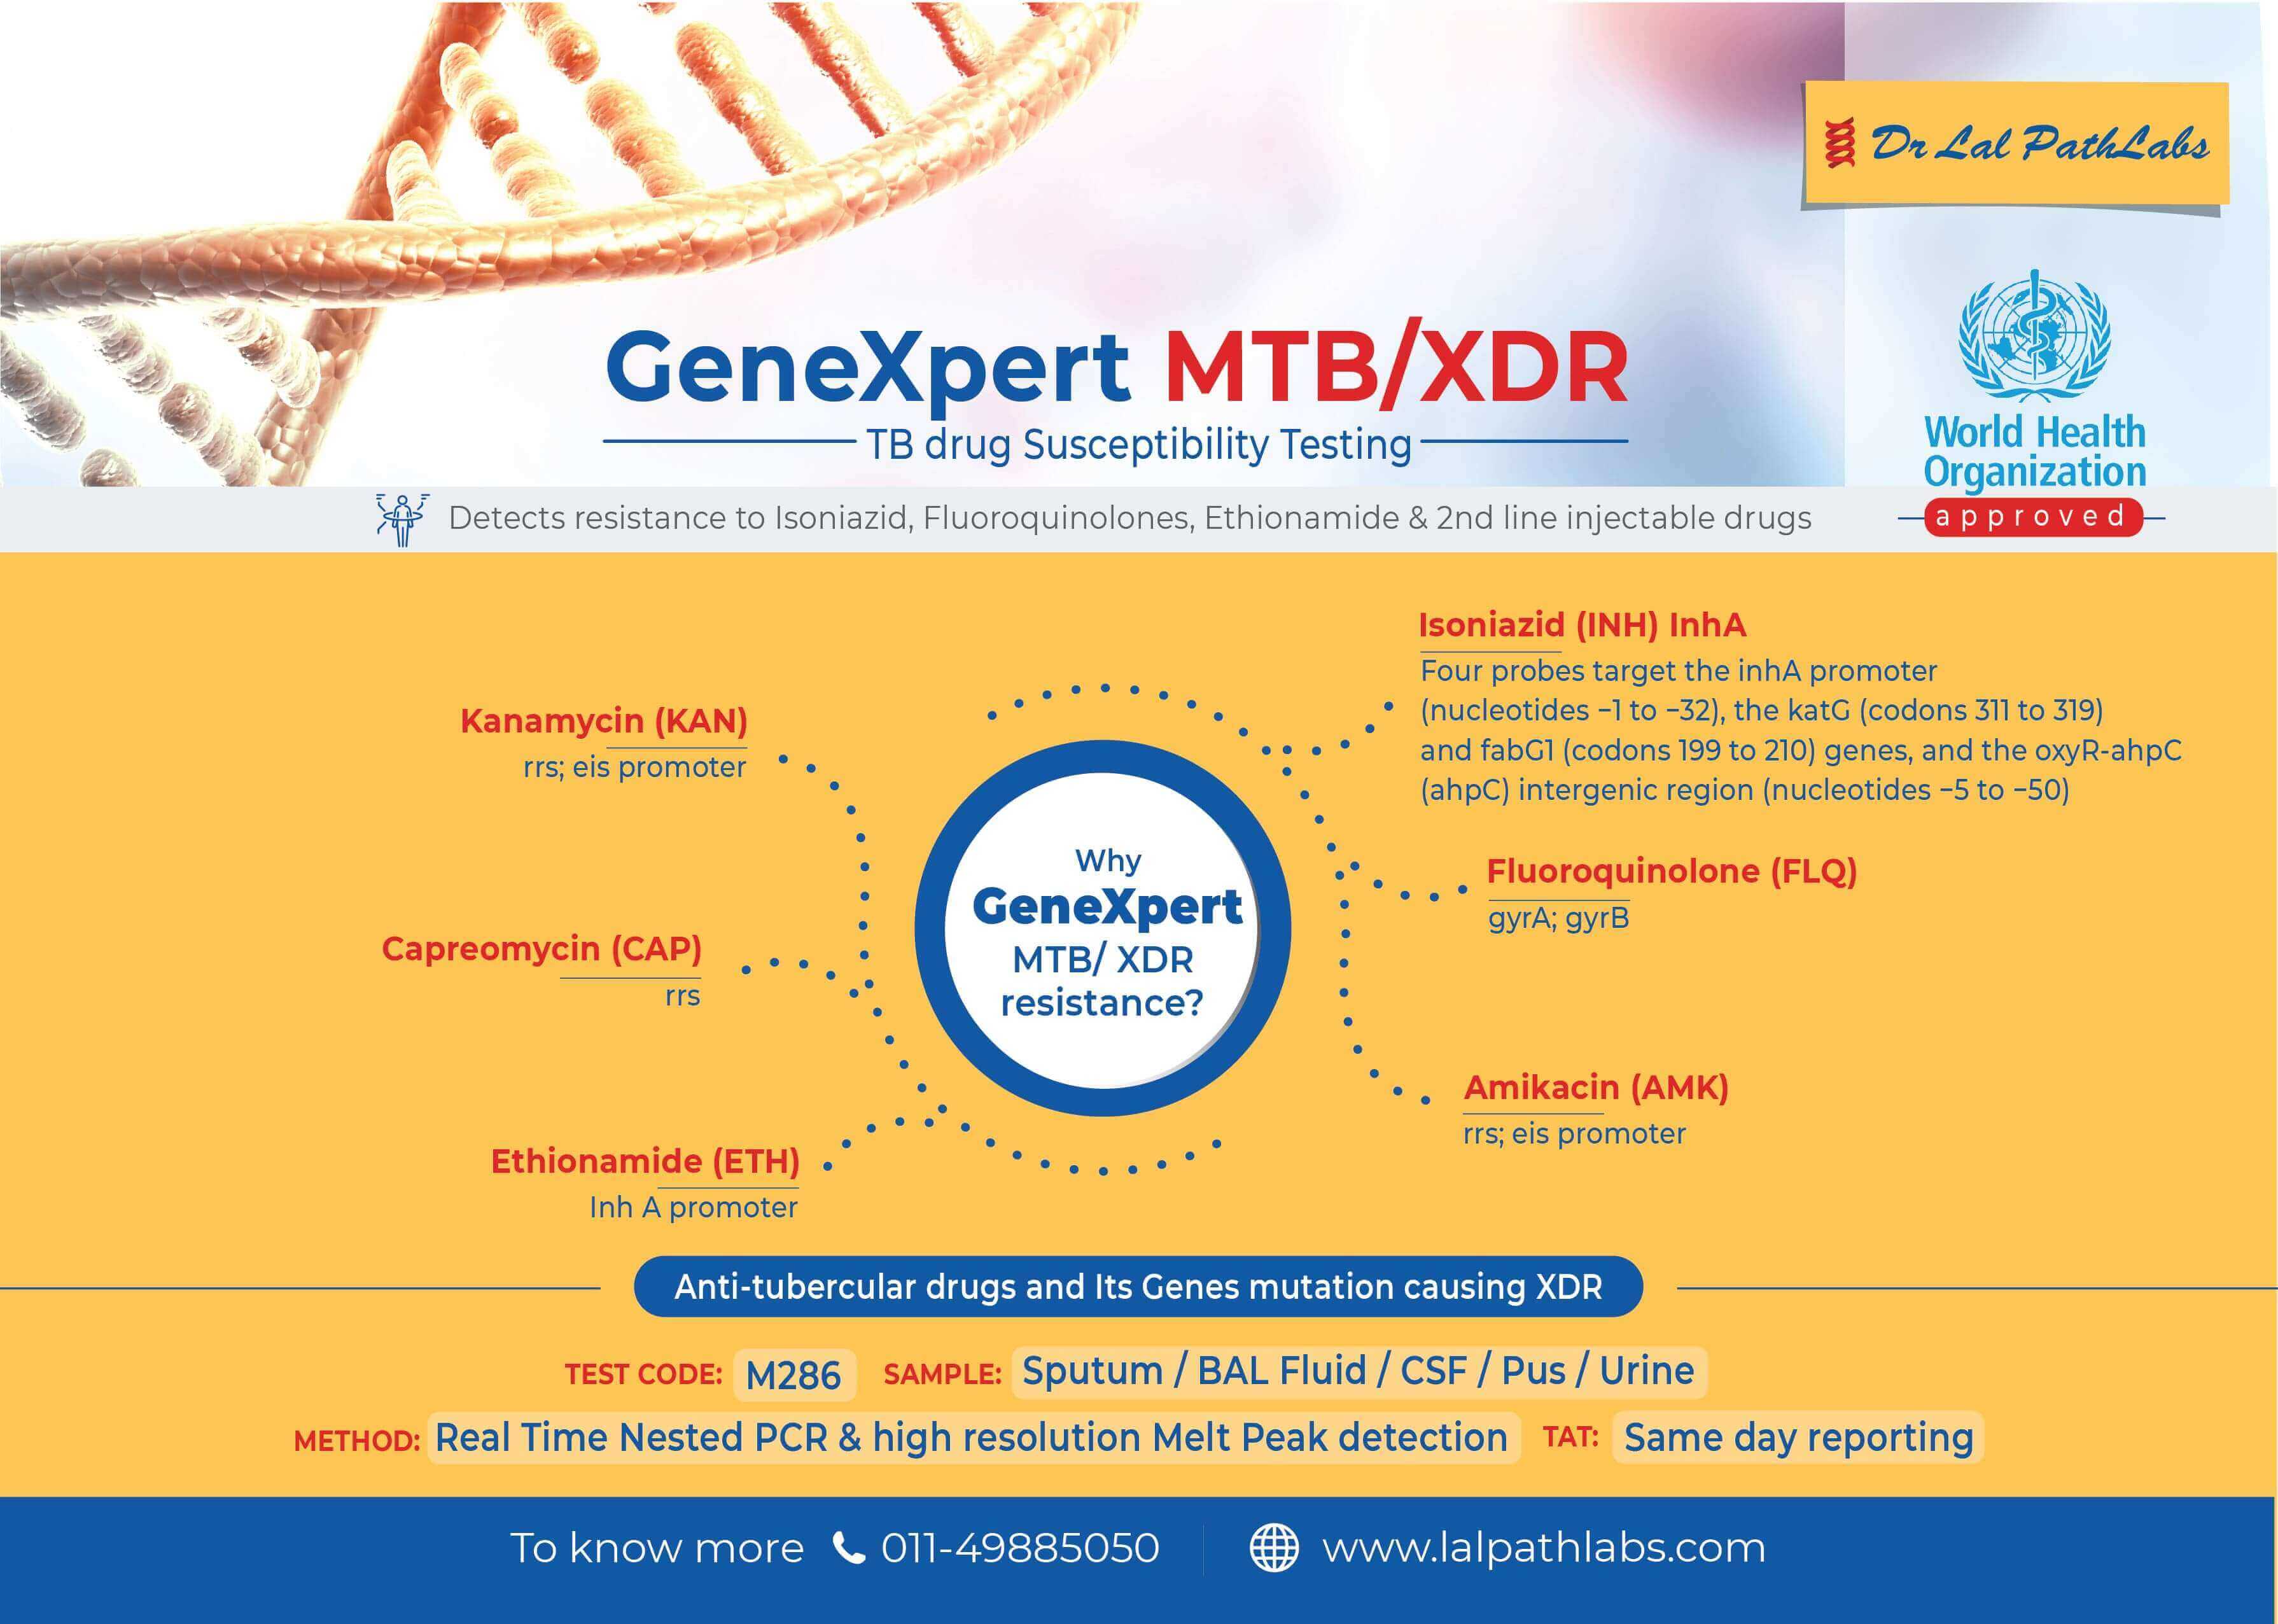 Dr Lal PathLabs
GeneXpert MTB/XDR
TB drug Susceptibility Testing
World Health
Organization
approved
Detects resistance to Isoniazid, Fluoroquinolones, Ethionamide & 2nd line injectable drugs
Isoniazid (INH) InhA
Four probes target the inhA promoter
(nucleotides −1 to −32), the katG (codons 311 to 319)
and fabG1 (codons 199 to 210) genes, and the oxyR-ahpC
(ahpC) intergenic region (nucleotides −5 to −50)
Kanamycin (KAN)
rrs; eis promoter
Why
GeneXpert
MTB/ XDR
resistance?
Fluoroquinolone (FLQ)
gyrA; gyrB
Capreomycin (CAP)
rrs
Amikacin (AMK)
rrs; eis promoter
Ethionamide (ETH)
Inh A promoter
Anti-tubercular drugs and Its Genes mutation causing XDR
TEST CODE: M286 SAMPLE: Sputum / BAL Fluid / CSF / Pus / Urine
METHOD: Real Time Nested PCR & high resolution Melt Peak detection TAT: Same day reporting
To know more 011-49885050 www.lalpathlabs.com